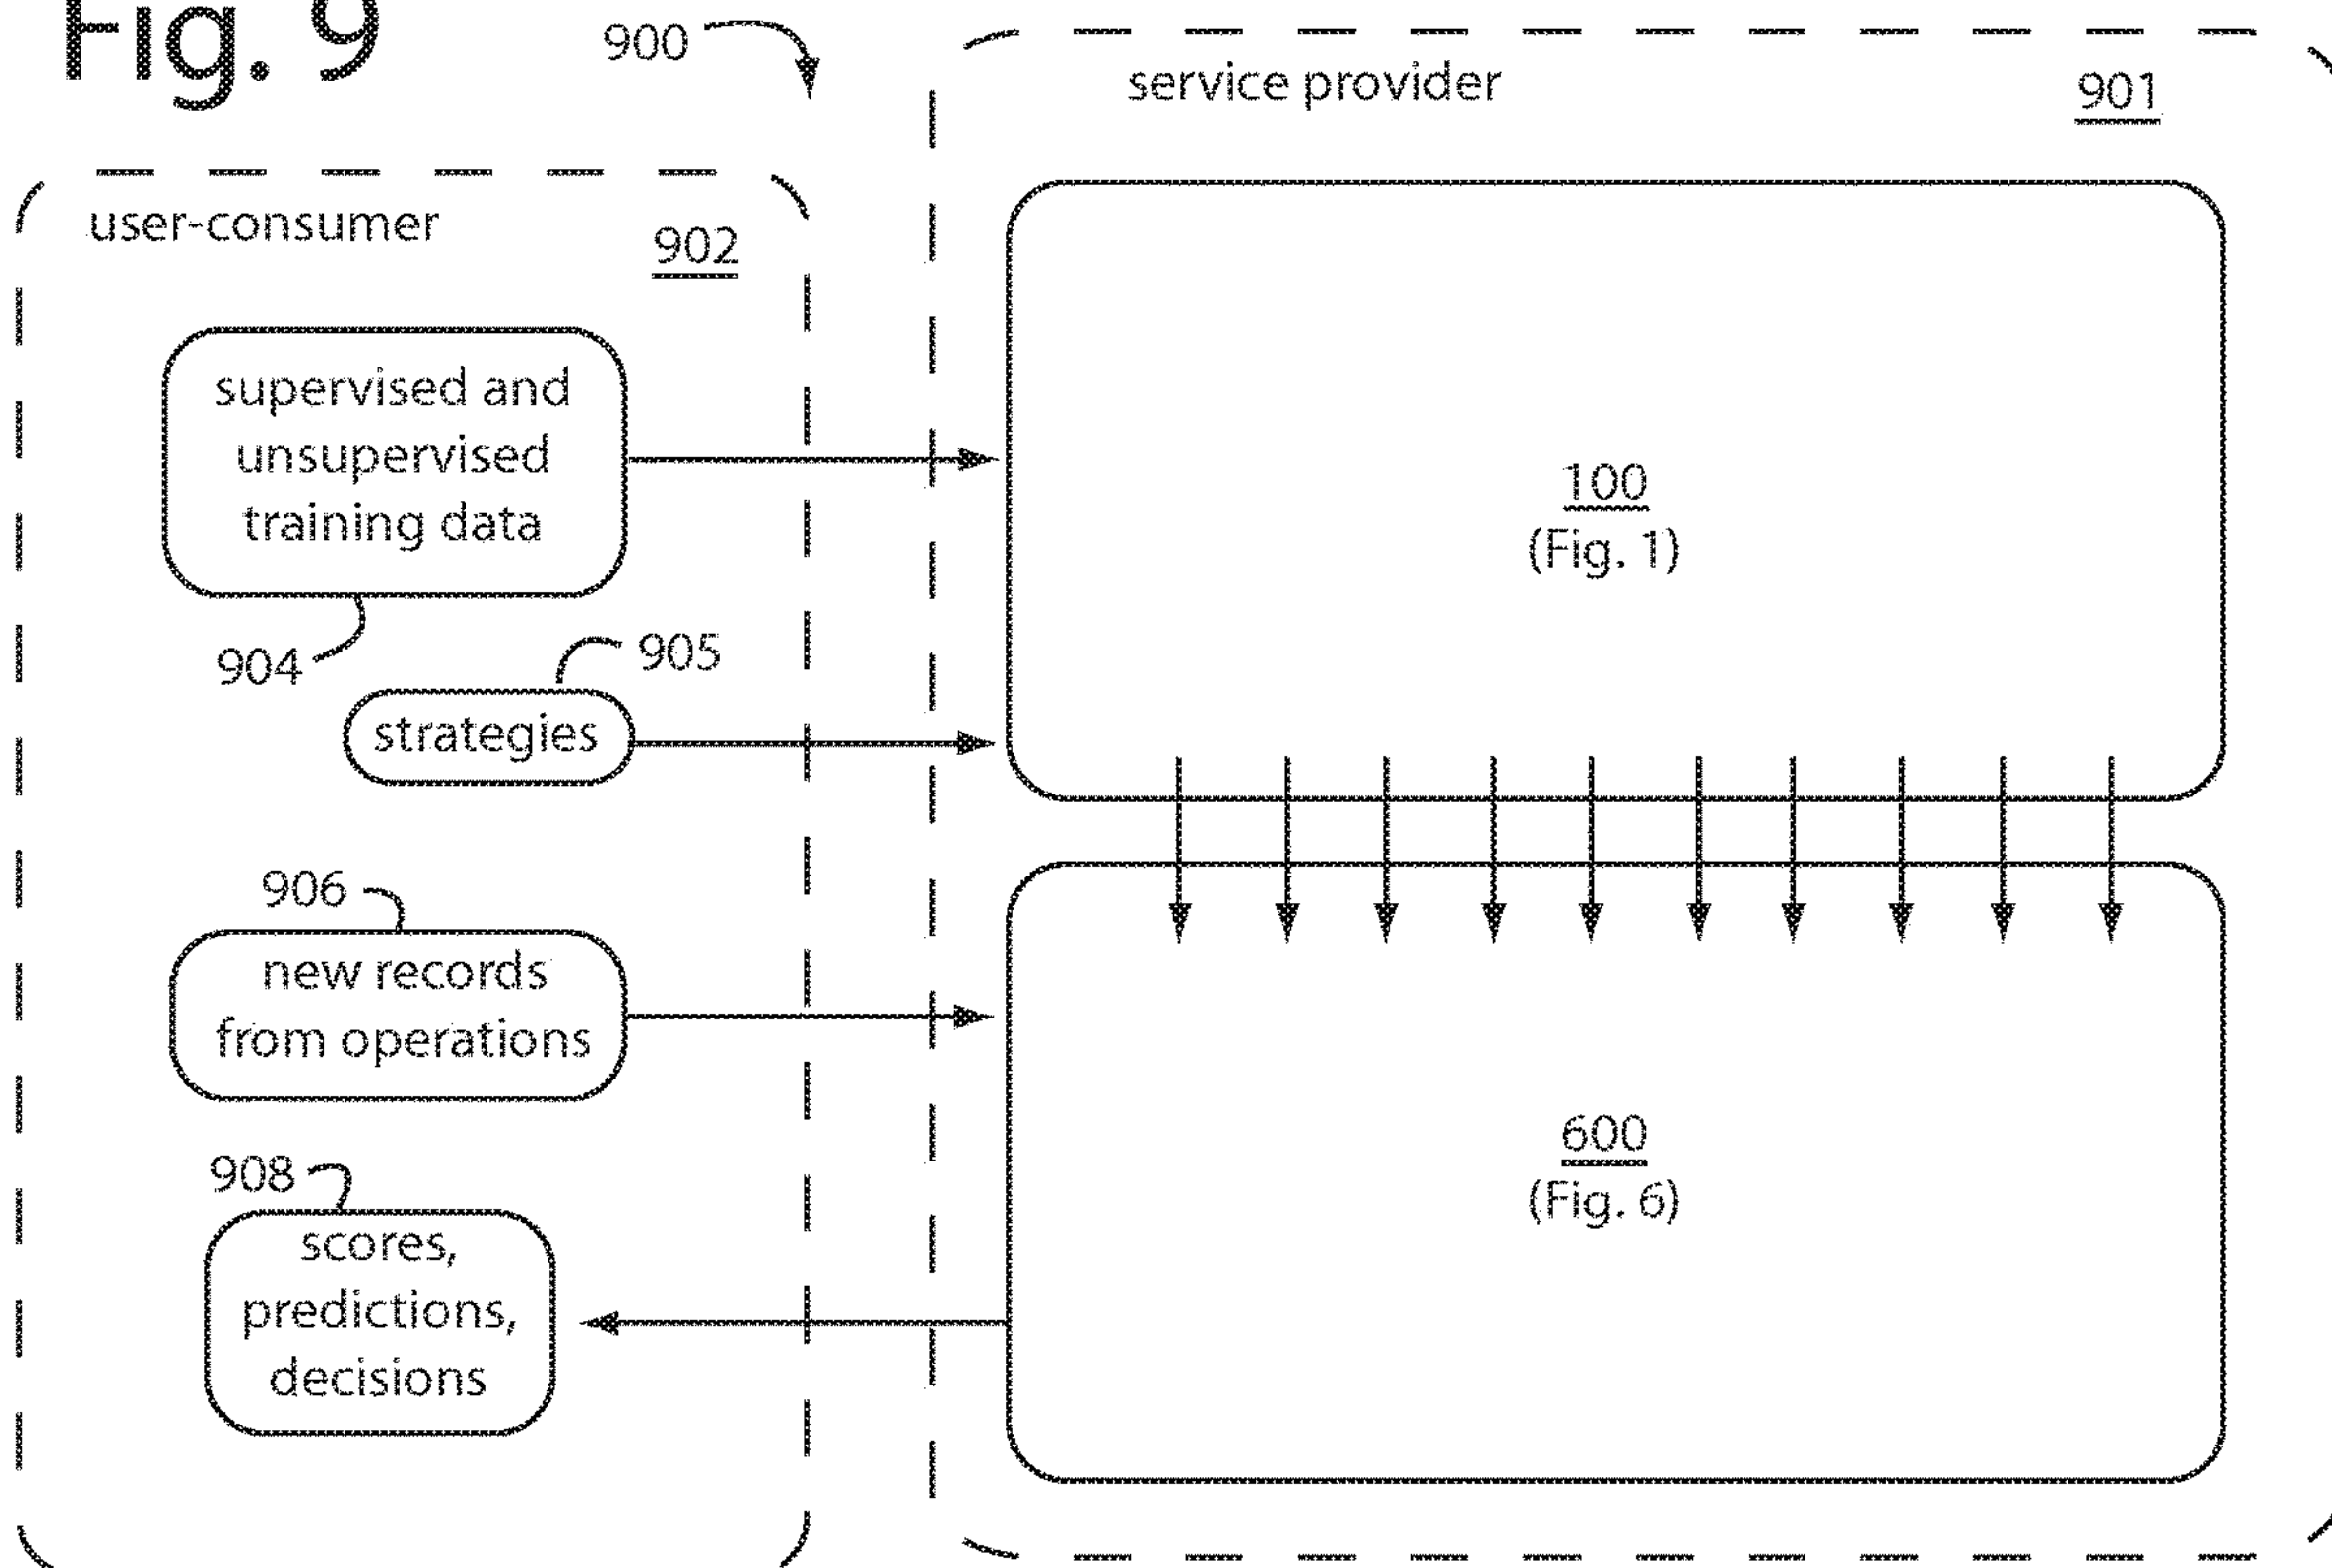 Fig. 9
900
service provider
901
user-consumer
902
supervised and
unsupervised
training data
904
905
strategies
100
(Fig. 1)
906
new records
from operations
908
scores,
predictions,
decisions
600
(Fig. 6)